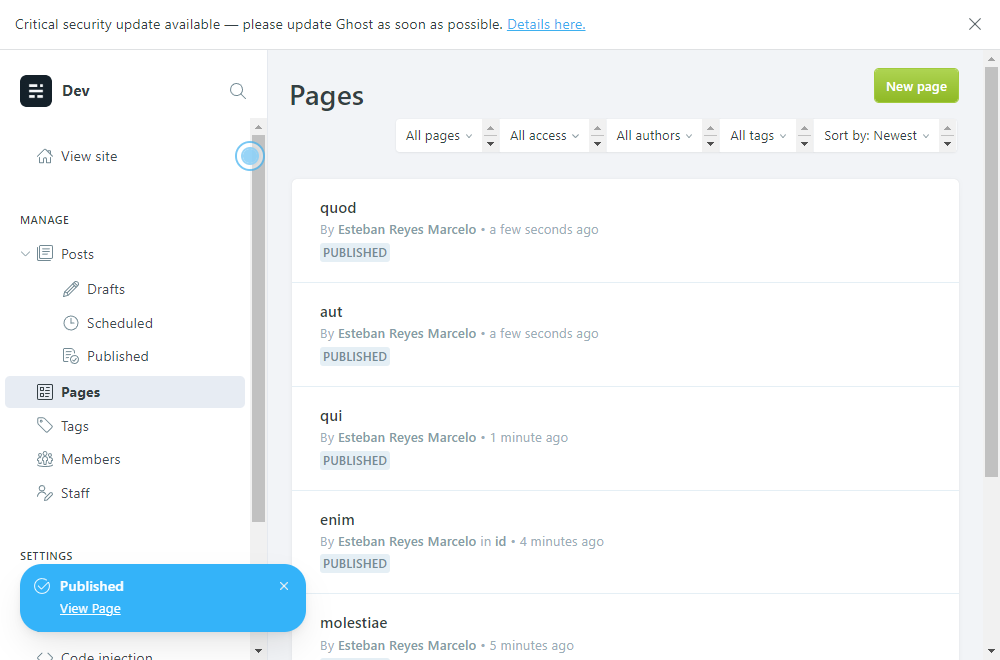 Critical security update available — please update Ghost as soon as possible. Details here.
Dev
View site
MANAGE
Posts
Drafts
Scheduled
Published
Pages
Tags
Members
Staff
SETTINGS
Code injection
Published
View Page
Pages
New page
All pages
All access
All authors
All tags
Sort by: Newest
quod
By Esteban Reyes Marcelo • a few seconds ago
PUBLISHED
aut
By Esteban Reyes Marcelo • a few seconds ago
PUBLISHED
qui
By Esteban Reyes Marcelo • 1 minute ago
PUBLISHED
enim
By Esteban Reyes Marcelo in id • 4 minutes ago
PUBLISHED
molestiae
By Esteban Reyes Marcelo • 5 minutes ago